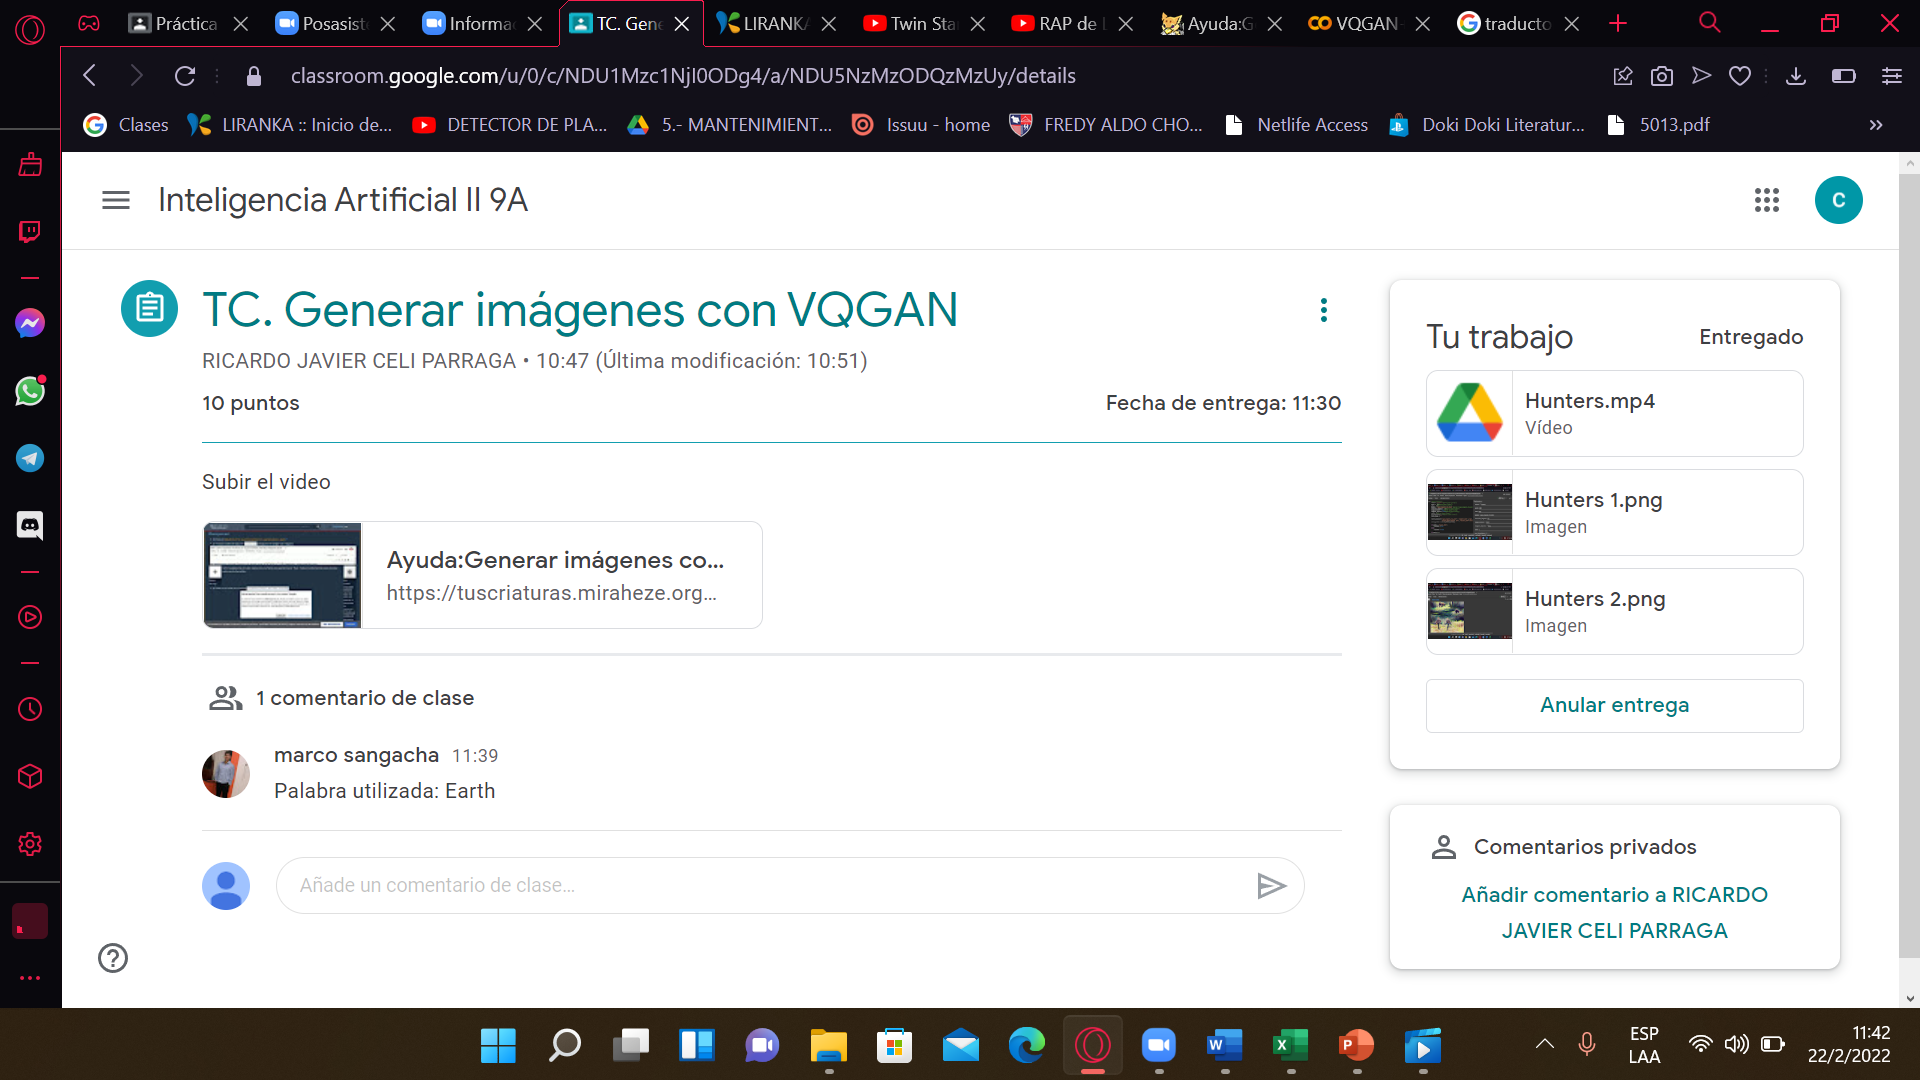 Práctica
Posasiste
Informac
TC. Gene
LIRANKA
Twin Sta
RAP de
Ayuda:G
VQGAN-
traducto
classroom.google.com/u/0/c/NDU1Mzc1NjI0ODg4/a/NDU5NzMzODQzMzUy/details
Clases
LIRANKA :: Inicio de...
DETECTOR DE PLA...
5.- MANTENIMIENT...
Issuu - home
FREDY ALDO CHO...
Netlife Access
Doki Doki Literatur...
5013.pdf
Inteligencia Artificial II 9A
C
TC. Generar imágenes con VQGAN
RICARDO JAVIER CELI PARRAGA • 10:47 (Última modificación: 10:51)
10 puntos
Fecha de entrega: 11:30
Subir el video
Ayuda:Generar imágenes co...
https://tuscriaturas.miraheze.org...
1 comentario de clase
marco sangacha 11:39
Palabra utilizada: Earth
Añade un comentario de clase...
Tu trabajo
Entregado
Hunters.mp4
Vídeo
Hunters 1.png
Imagen
Hunters 2.png
Imagen
Anular entrega
Comentarios privados
Añadir comentario a RICARDO
JAVIER CELI PARRAGA
ESP
LAA
11:42
22/2/2022